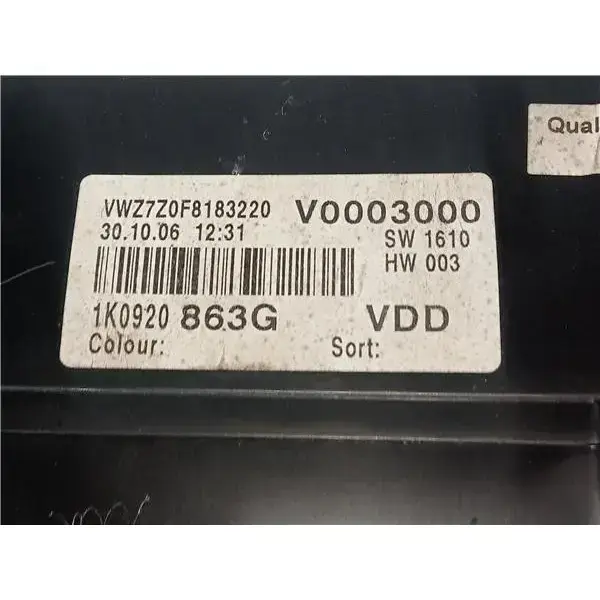 Qual
VWZ7Z0F8183220 V0003000
30.10.06 12:31 SW 1610
HW 003
1K0920 863G VDD
Colour: Sort: